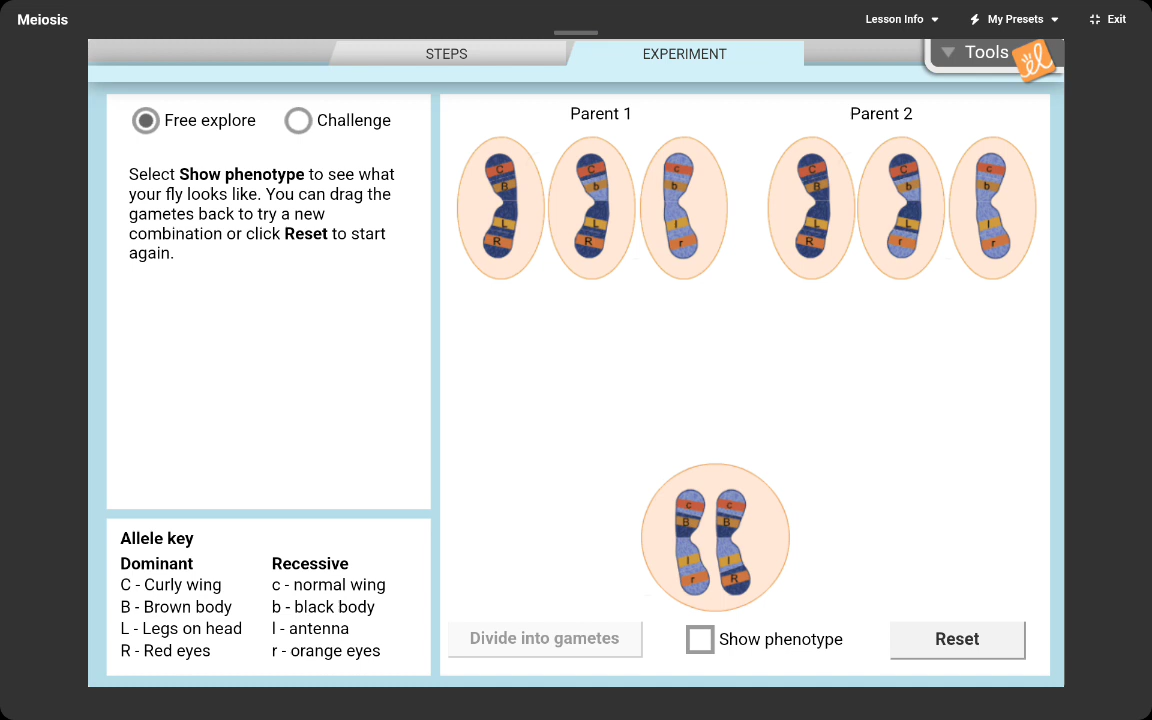 Meiosis
Lesson Info
My Presets
Exit
STEPS
EXPERIMENT
Tools
Free explore
Challenge
Select Show phenotype to see what
your fly looks like. You can drag the
gametes back to try a new
combination or click Reset to start
again.
Allele key
Dominant
Recessive
C - Curly wing
c - normal wing
B - Brown body
b - black body
L - Legs on head
l - antenna
R - Red eyes
r - orange eyes
Parent 1
Parent 2
C C c C C c
B b b B b b
L L l L L l
R R r R r r
c c
B B
l l
r R
Divide into gametes
Show phenotype
Reset